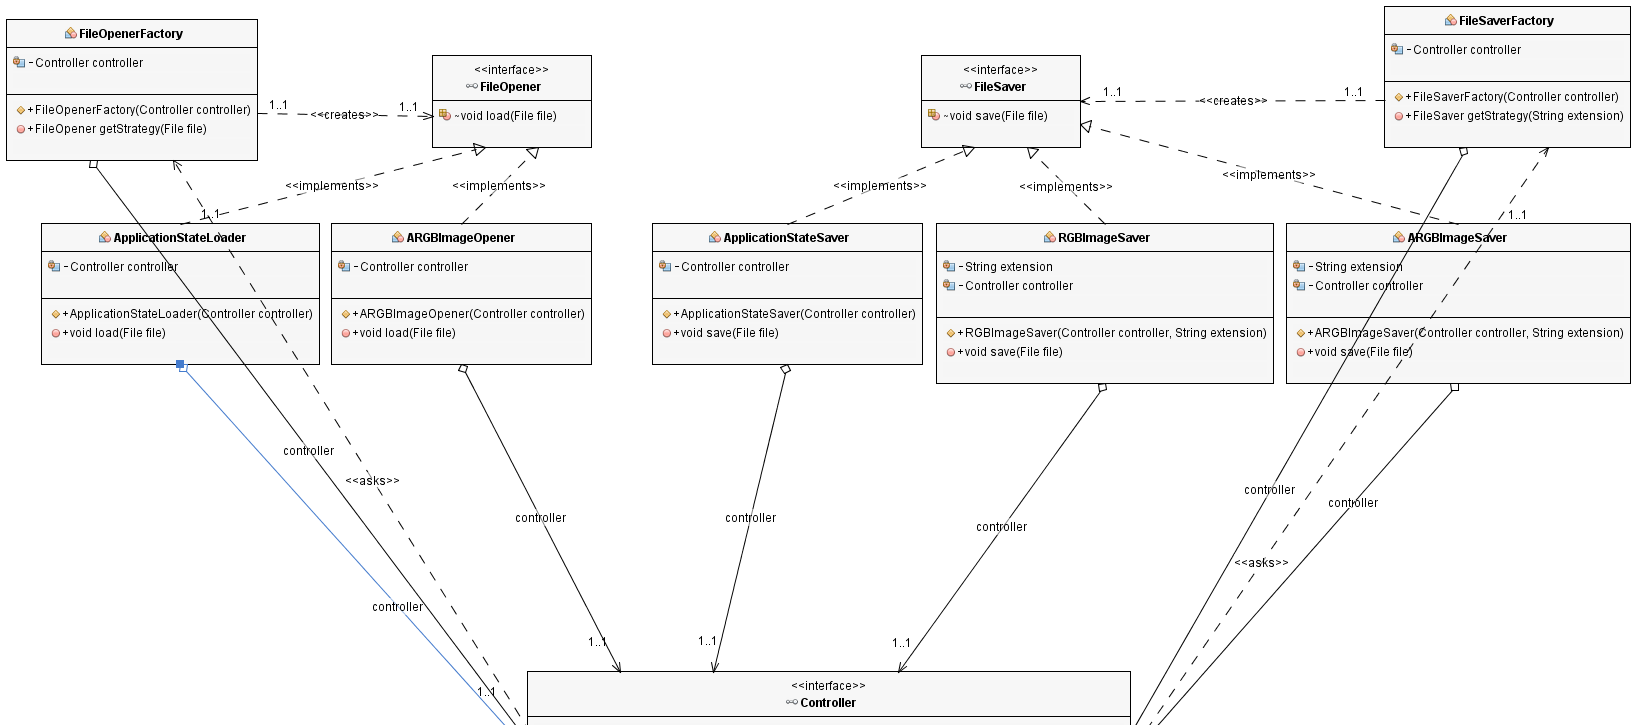 FileOpenerFactory
- Controller controller
+ FileOpenerFactory(Controller controller)
+ FileOpener getStrategy(File file)
1..1
<<creates>>
1..1
<<interface>>
FileOpener
~ void load(File file)
<<interface>>
FileSaver
~ void save(File file)
1..1
<<creates>>
1..1
FileSaverFactory
- Controller controller
+ FileSaverFactory(Controller controller)
+ FileSaver getStrategy(String extension)
<<implements>>
<<implements>>
<<implements>>
<<implements>>
<<implements>>
1..1
1..1
ApplicationStateLoader
- Controller controller
+ ApplicationStateLoader(Controller controller)
+ void load(File file)
ARGBImageOpener
- Controller controller
+ ARGBImageOpener(Controller controller)
+ void load(File file)
ApplicationStateSaver
- Controller controller
+ ApplicationStateSaver(Controller controller)
+ void save(File file)
RGBImageSaver
- String extension
- Controller controller
+ RGBImageSaver(Controller controller, String extension)
+ void save(File file)
ARGBImageSaver
- String extension
- Controller controller
+ ARGBImageSaver(Controller controller, String extension)
+ void save(File file)
controller
<<asks>>
controller
controller
controller
controller
controller
controller
<<asks>>
controller
1..1
1..1
1..1
1..1
<<interface>>
Controller